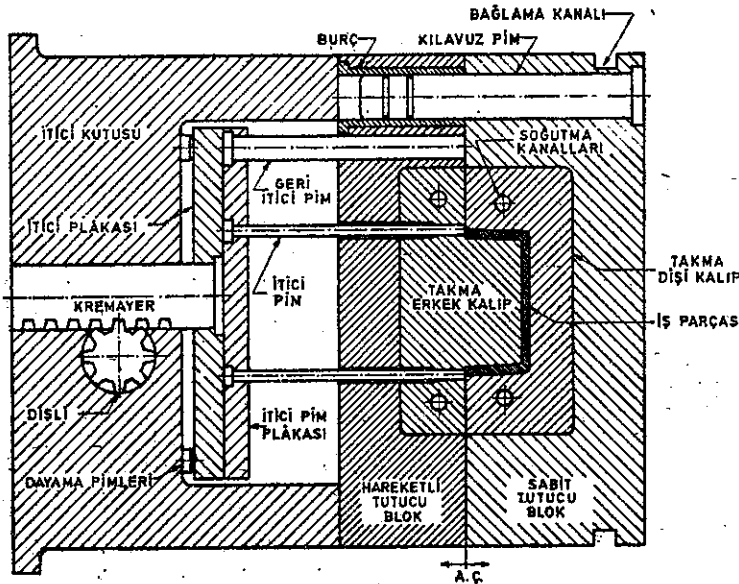 BAĞLAMA KANALI
BURÇ
KILAVUZ PİM
İTİCİ KUTUSU
SOĞUTMA
KANALLARI
GERİ
İTİCİ PİM
İTİCİ PLÂKASI
TAKMA
DİŞİ KALIP
İTİCİ
PİN
TAKMA
ERKEK KALIP
KREMAYER
İŞ PARÇAS
DİŞLİ
İTİCİ PİM
PLÂKASI
DAYAMA PİMLERİ
HAREKETLİ
TUTUCU
BLOK
SABİT
TUTUCU
BLOK
A.Ç.